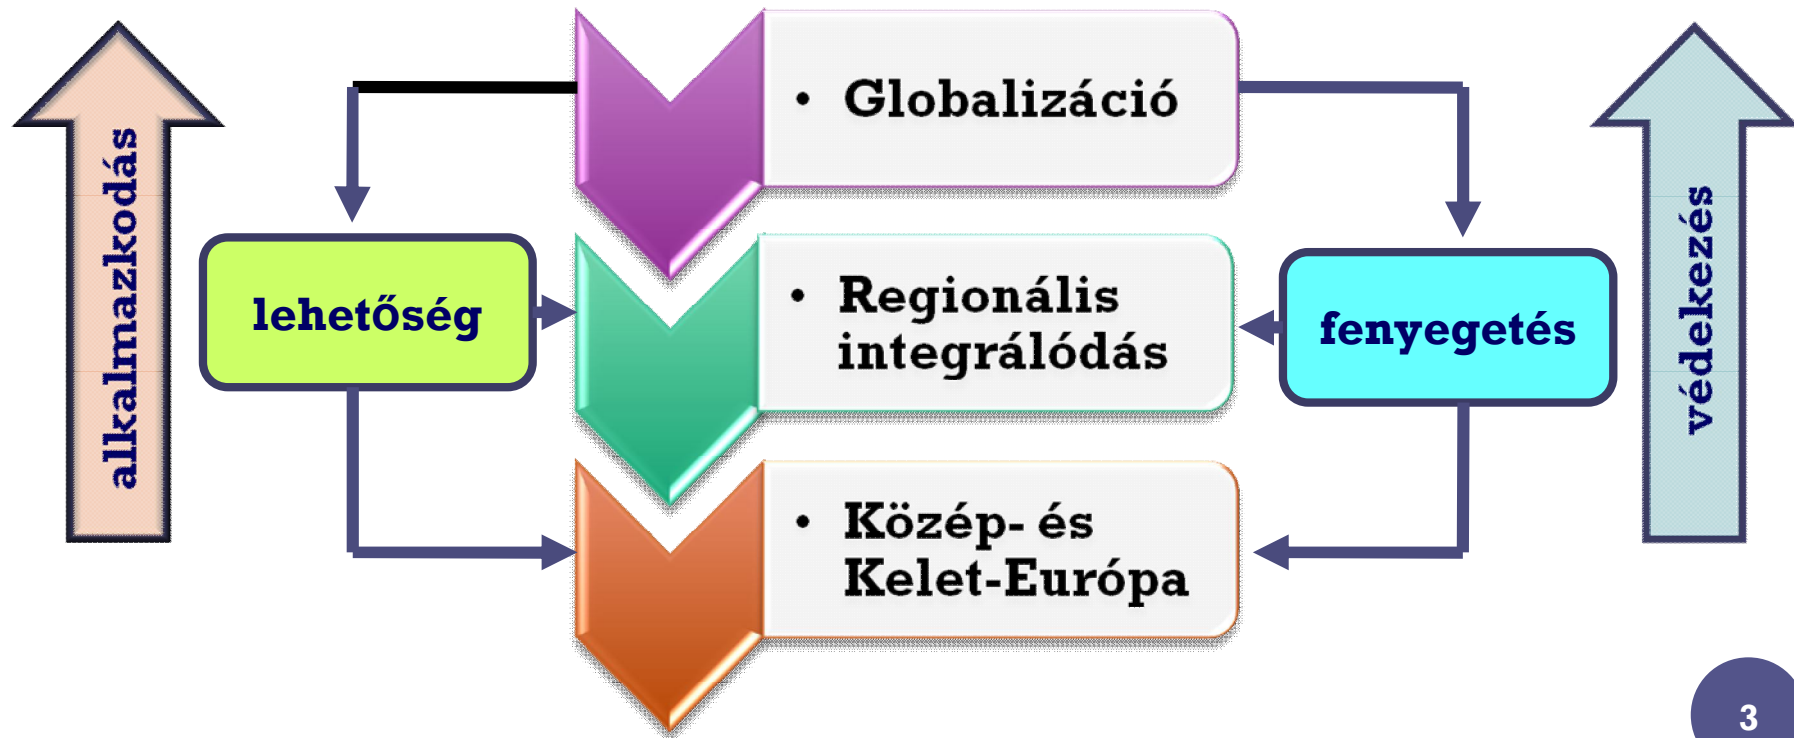 alkalmazkodás
• Globalizáció
lehetőség
• Regionális
integrálódás
fenyegetés
• Közép- és
Kelet-Európa
védekezés
3